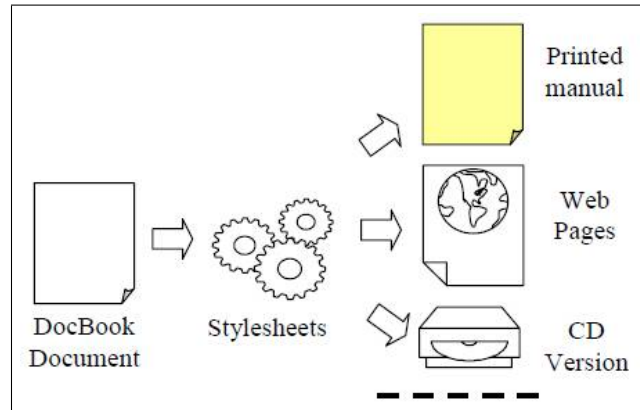 Printed
manual
Web
Pages
DocBook
Document
Stylesheets
CD
Version